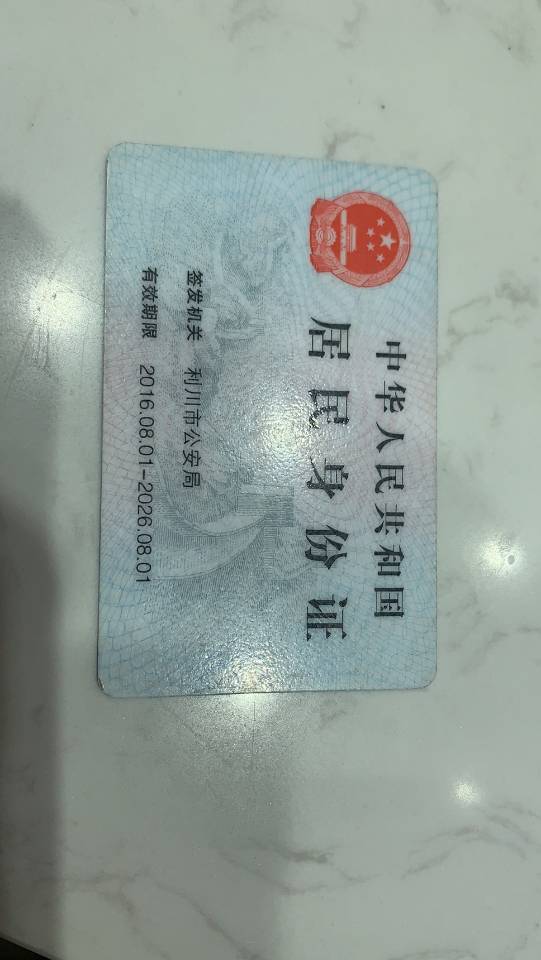 中华人民共和国
居民身份证
签发机关 利川市公安局
有效期限 2016.08.01-2026.08.01